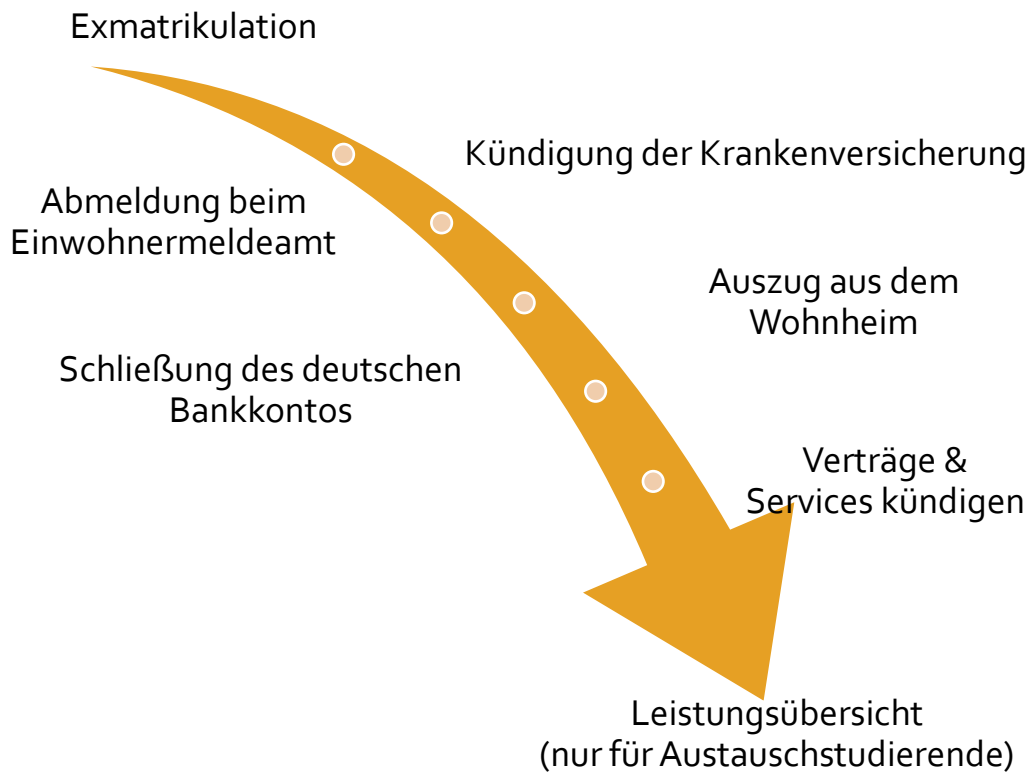 Exmatrikulation
Kündigung der Krankenversicherung
Abmeldung beim
Einwohnermeldeamt
Auszug aus dem
Wohnheim
Schließung des deutschen
Bankkontos
Verträge &
Services kündigen
Leistungsübersicht
(nur für Austauschstudierende)